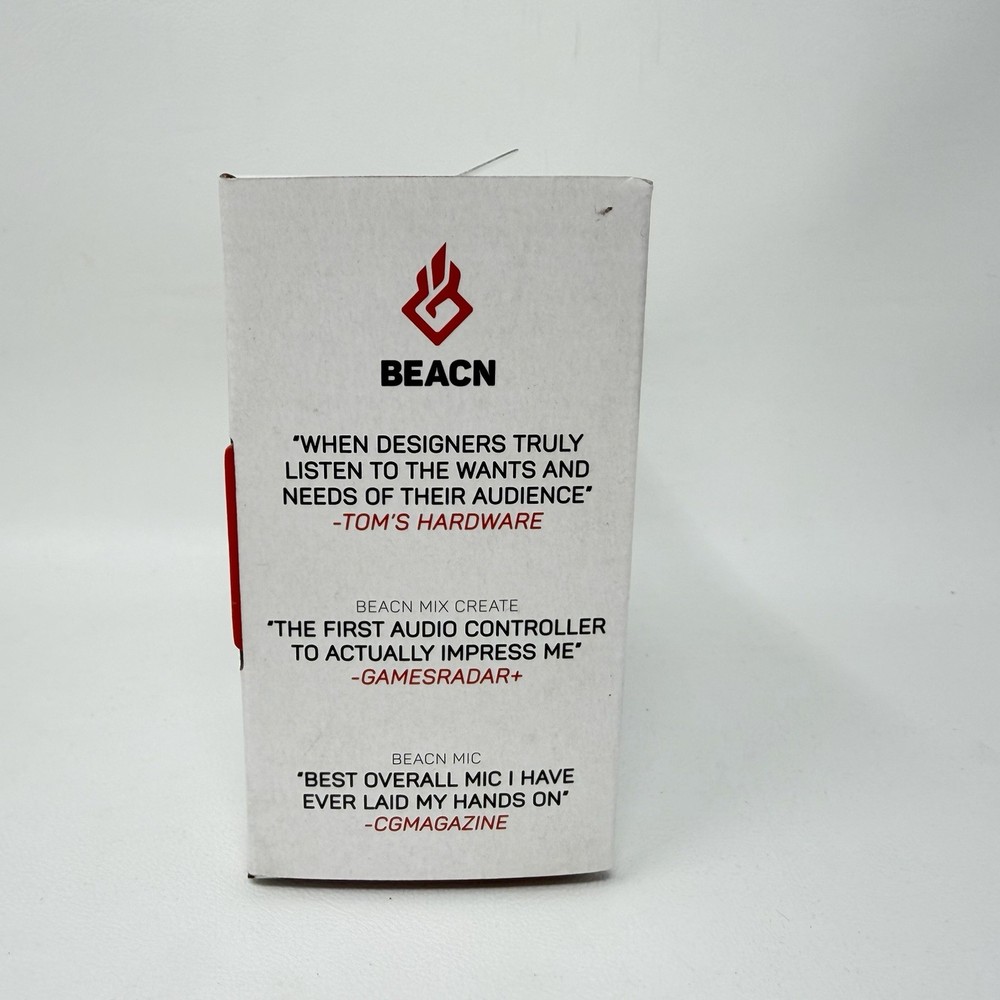 BEACN
"WHEN DESIGNERS TRULY
LISTEN TO THE WANTS AND
NEEDS OF THEIR AUDIENCE"
-TOM'S HARDWARE
BEACN MIX CREATE
"THE FIRST AUDIO CONTROLLER
TO ACTUALLY IMPRESS ME"
-GAMESRADAR+
BEACN MIC
"BEST OVERALL MIC I HAVE
EVER LAID MY HANDS ON"
-CGMAGAZINE